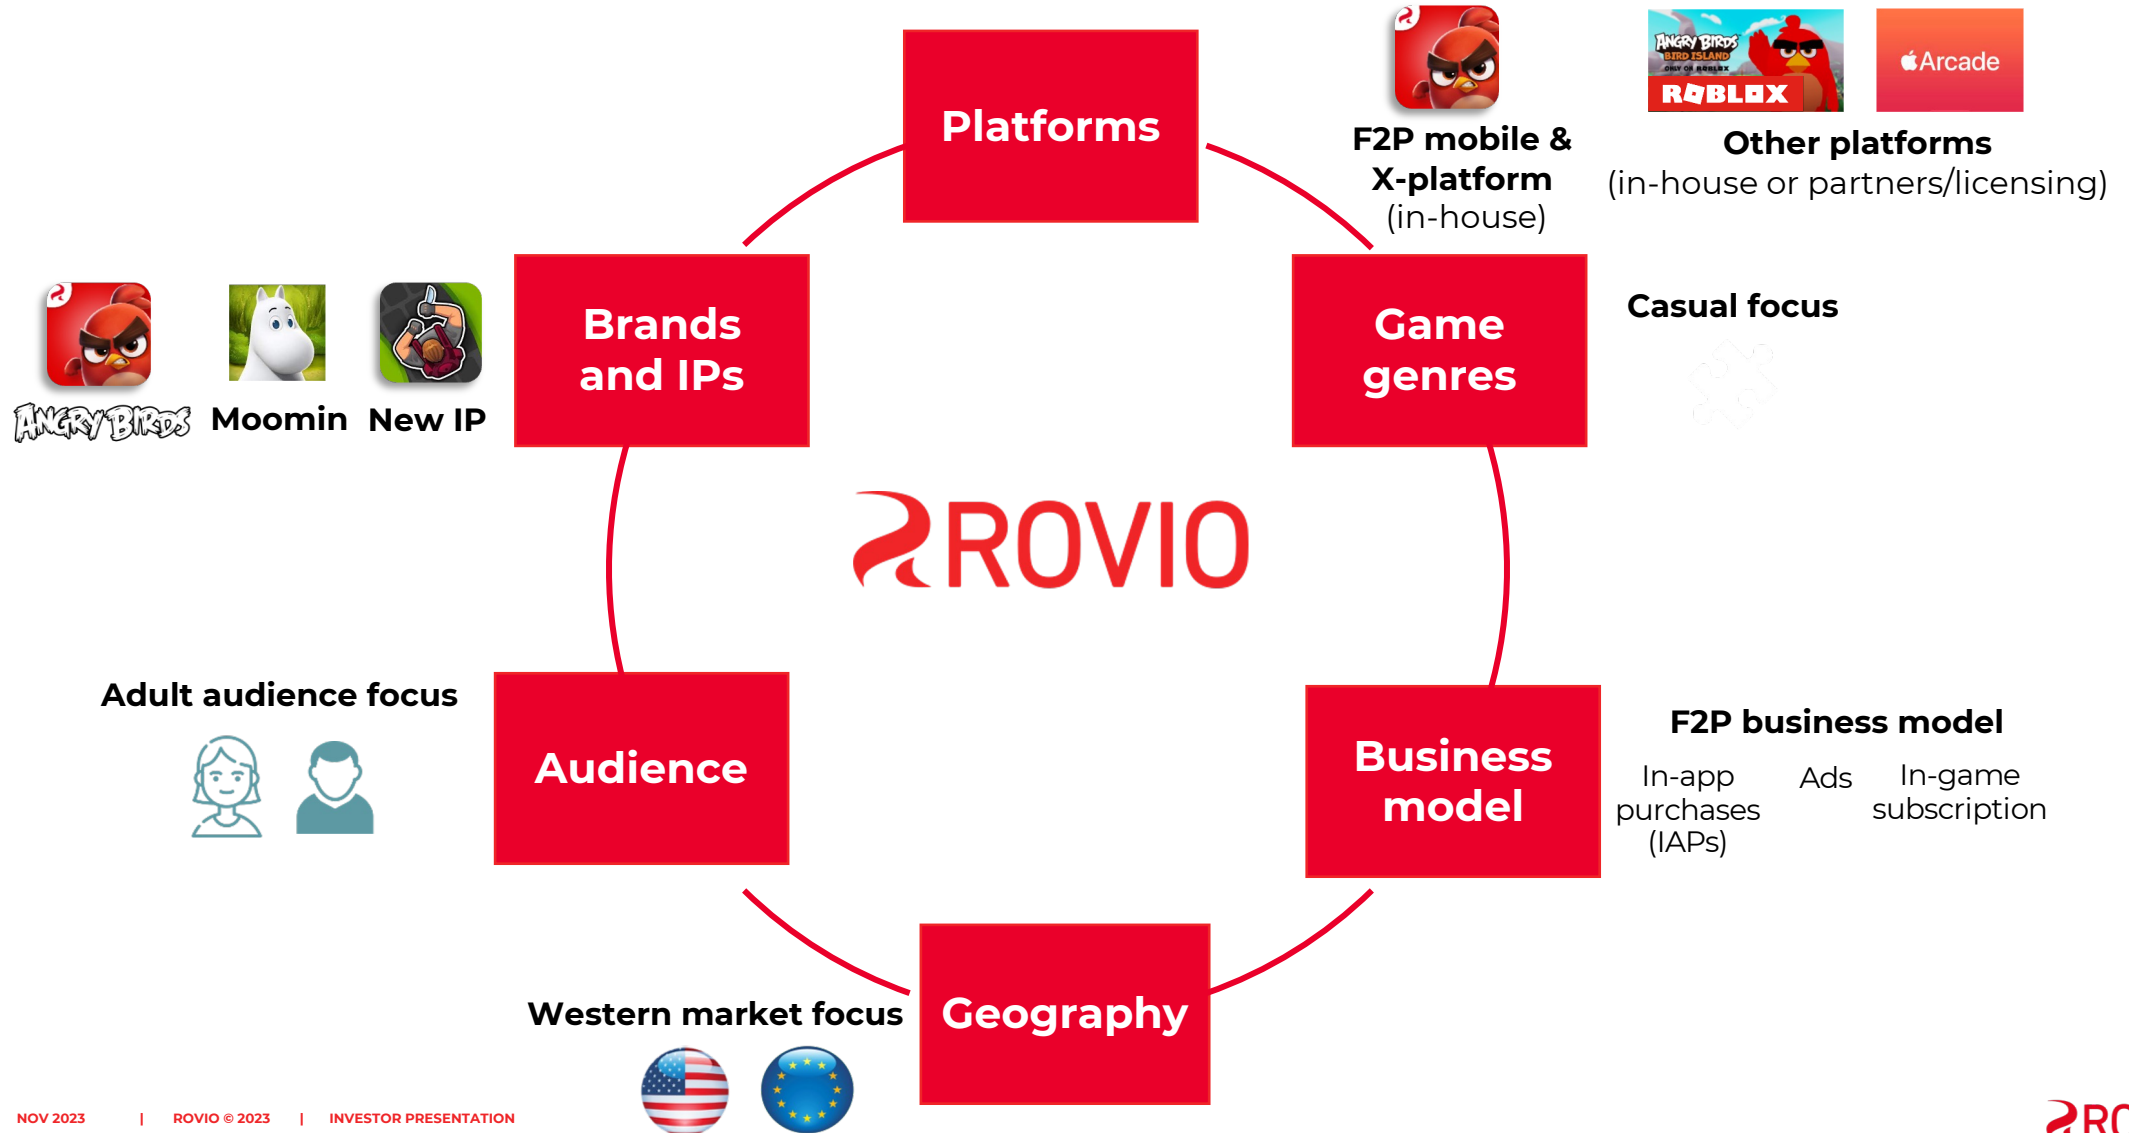 Platforms
F2P mobile &
X-platform
(in-house)
ANGRY BIRDS
BIRD ISLAND
ONLY ON ROBLOX
ROBLOX
Arcade
Other platforms
(in-house or partners/licensing)
ANGRY BIRDS
Moomin
New IP
Brands
and IPs
Game
genres
Casual focus
ROVIO
Adult audience focus
Audience
Business
model
F2P business model
In-app
purchases
(IAPs)
Ads
In-game
subscription
Western market focus
Geography
NOV 2023 | ROVIO © 2023 | INVESTOR PRESENTATION